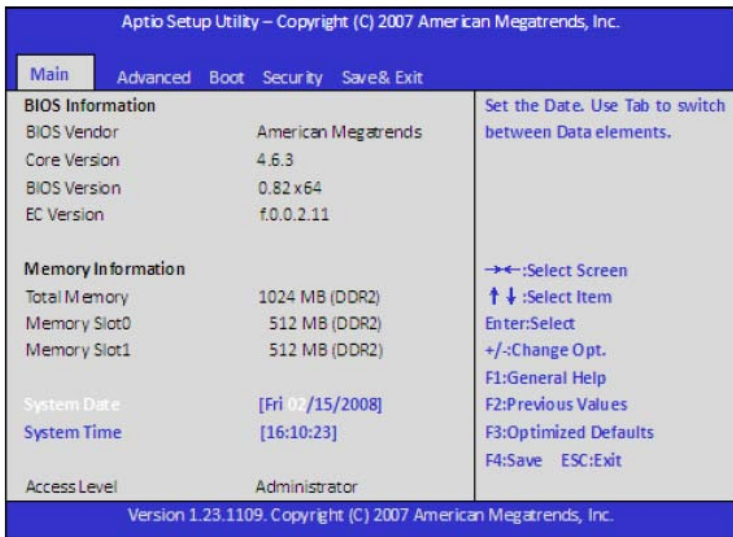 Aptio Setup Utility – Copyright (C) 2007 American Megatrends, Inc.
Main Advanced Boot Security Save& Exit
BIOS Information
BIOS Vendor American Megatrends
Core Version 4.6.3
BIOS Version 0.82 x64
EC Version f.0.0.2.11
Memory Information
Total Memory 1024 MB (DDR2)
Memory Slot0 512 MB (DDR2)
Memory Slot1 512 MB (DDR2)
System Date [Fri 02/15/2008]
System Time [16:10:23]
Access Level Administrator
Set the Date. Use Tab to switch
between Data elements.
→←:Select Screen
↑↓:Select Item
Enter:Select
+/-:Change Opt.
F1:General Help
F2:Previous Values
F3:Optimized Defaults
F4:Save ESC:Exit
Version 1.23.1109. Copyright (C) 2007 American Megatrends, Inc.